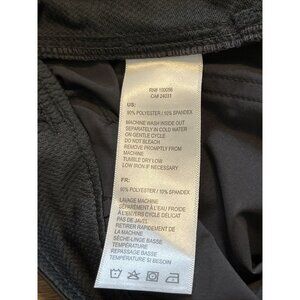 RN# 100056
CA# 24031
US:
90% POLYESTER / 10% SPANDEX
MACHINE WASH INSIDE OUT
SEPARATELY IN COLD WATER
ON GENTLE CYCLE
DO NOT BLEACH
REMOVE PROMPTLY FROM
MACHINE
TUMBLE DRY LOW
LOW IRON IF NECESSARY
FR:
90% POLYESTER / 10% SPANDEX
LAVAGE MACHINE
SÉPARÉMENT À L'EAU FROIDE
À L'ENVERS CYCLE DÉLICAT
PAS DE JAVEL
RETIRER RAPIDEMENT DE LA
MACHINE
SÈCHE-LINGE BASSE
TEMPÉRATURE
REPASSAGE BASSE
TEMPÉRATURE SI BESOIN